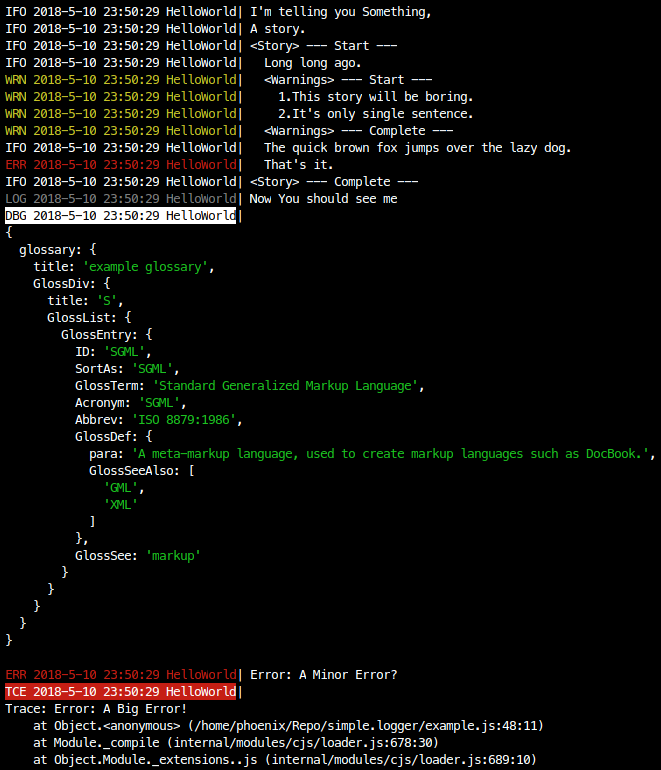 IFO 2018-5-10 23:50:29 HelloWorld| I'm telling you Something,
IFO 2018-5-10 23:50:29 HelloWorld| A story.
IFO 2018-5-10 23:50:29 HelloWorld| <Story> --- Start ---
IFO 2018-5-10 23:50:29 HelloWorld|   Long long ago.
WRN 2018-5-10 23:50:29 HelloWorld|   <Warnings> --- Start ---
WRN 2018-5-10 23:50:29 HelloWorld|     1.This story will be boring.
WRN 2018-5-10 23:50:29 HelloWorld|     2.It's only single sentence.
WRN 2018-5-10 23:50:29 HelloWorld|   <Warnings> --- Complete ---
IFO 2018-5-10 23:50:29 HelloWorld|   The quick brown fox jumps over the lazy dog.
ERR 2018-5-10 23:50:29 HelloWorld|   That's it.
IFO 2018-5-10 23:50:29 HelloWorld| <Story> --- Complete ---
LOG 2018-5-10 23:50:29 HelloWorld| Now You should see me
DBG 2018-5-10 23:50:29 HelloWorld|
{
  glossary: {
    title: 'example glossary',
    GlossDiv: {
      title: 'S',
      GlossList: {
        GlossEntry: {
          ID: 'SGML',
          SortAs: 'SGML',
          GlossTerm: 'Standard Generalized Markup Language',
          Acronym: 'SGML',
          Abbrev: 'ISO 8879:1986',
          GlossDef: {
            para: 'A meta-markup language, used to create markup languages such as DocBook.',
            GlossSeeAlso: [
              'GML',
              'XML'
            ]
          },
          GlossSee: 'markup'
        }
      }
    }
  }
}
ERR 2018-5-10 23:50:29 HelloWorld| Error: A Minor Error?
TCE 2018-5-10 23:50:29 HelloWorld|
Trace: Error: A Big Error!
    at Object.<anonymous> (/home/phoenix/Repo/simple.logger/example.js:48:11)
    at Module._compile (internal/modules/cjs/loader.js:678:30)
    at Object.Module._extensions..js (internal/modules/cjs/loader.js:689:10)